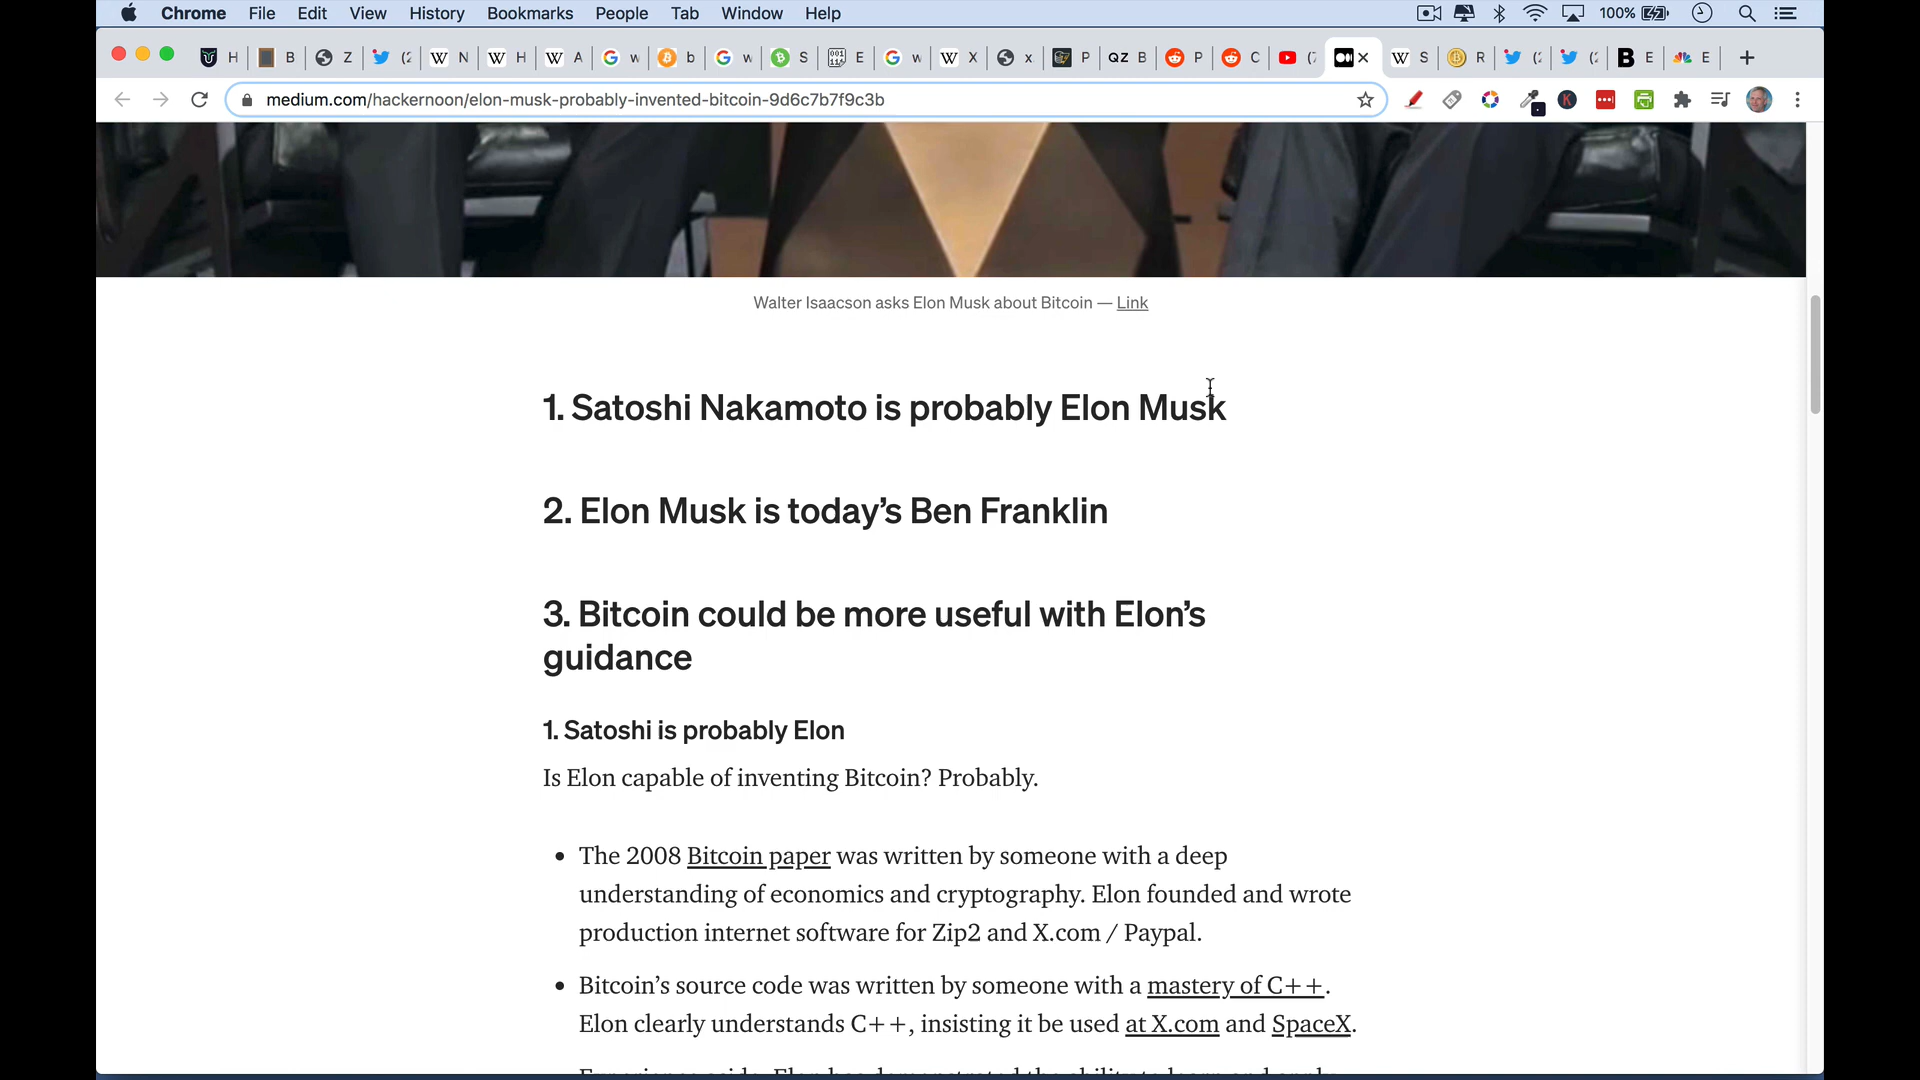 Chrome File Edit View History Bookmarks People Tab Window Help 100%
H B Z (2 W N W H W A G w b G w S E G w W X x P QZ B P C (7 W S R (2 (2 B E E
medium.com/hackernoon/elon-musk-probably-invented-bitcoin-9d6c7b7f9c3b
Walter Isaacson asks Elon Musk about Bitcoin — Link
1. Satoshi Nakamoto is probably Elon Musk
2. Elon Musk is today’s Ben Franklin
3. Bitcoin could be more useful with Elon’s
guidance
1. Satoshi is probably Elon
Is Elon capable of inventing Bitcoin? Probably.
• The 2008 Bitcoin paper was written by someone with a deep
understanding of economics and cryptography. Elon founded and wrote
production internet software for Zip2 and X.com / Paypal.
• Bitcoin’s source code was written by someone with a mastery of C++.
Elon clearly understands C++, insisting it be used at X.com and SpaceX.